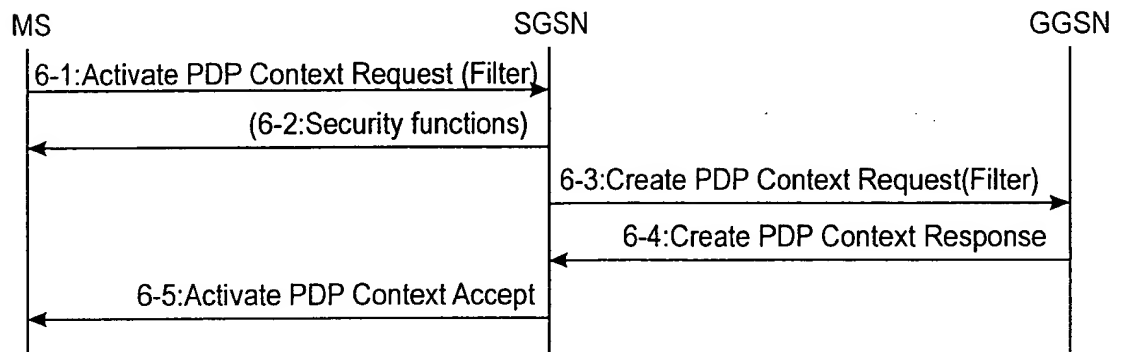 MS SGSN GGSN
6-1:Activate PDP Context Request (Filter)
(6-2:Security functions)
6-3:Create PDP Context Request(Filter)
6-4:Create PDP Context Response
6-5:Activate PDP Context Accept